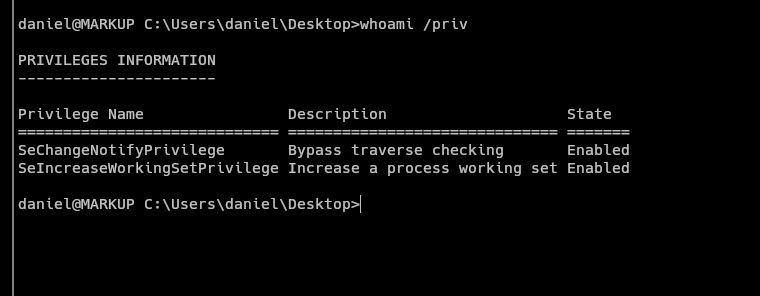 daniel@MARKUP C:\Users\daniel\Desktop>whoami /priv
PRIVILEGES INFORMATION
----------------------
Privilege Name                Description                    State
============================= ============================== =======
SeChangeNotifyPrivilege       Bypass traverse checking       Enabled
SeIncreaseWorkingSetPrivilege Increase a process working set Enabled
daniel@MARKUP C:\Users\daniel\Desktop>